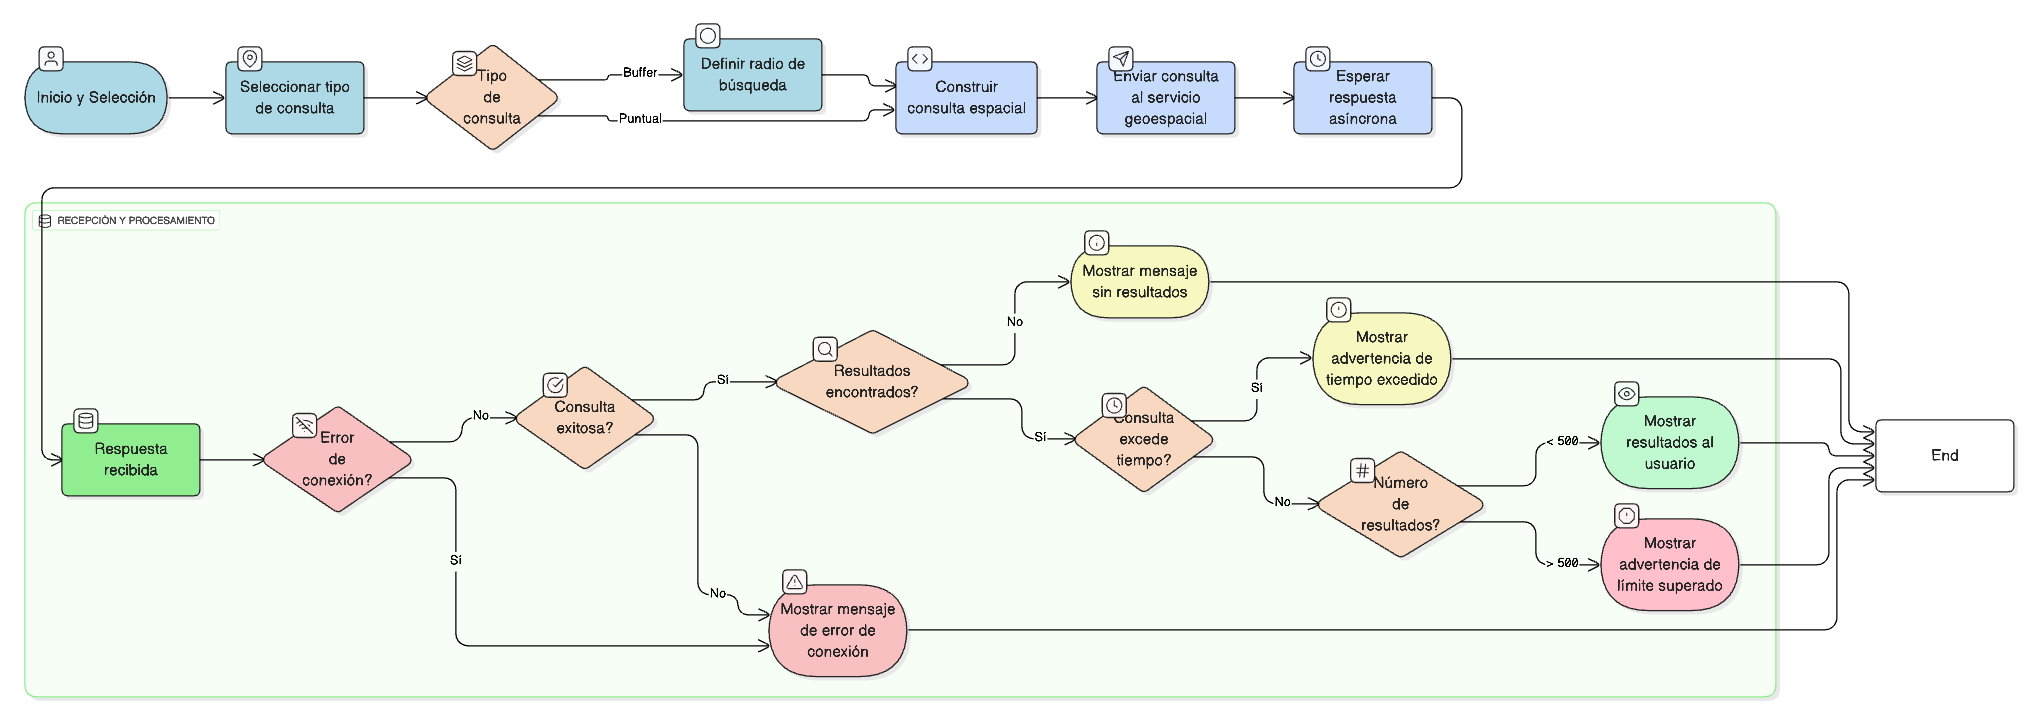 Inicio y Selección
Seleccionar tipo
de consulta
Tipo
de
consulta
Buffer
Puntual
Definir radio de
búsqueda
Construir
consulta espacial
Enviar consulta
al servicio
geoespacial
Esperar
respuesta
asíncrona
RECEPCIÓN Y PROCESAMIENTO
Respuesta
recibida
Error
de
conexión?
No
Sí
Consulta
exitosa?
Sí
No
Resultados
encontrados?
No
Sí
Mostrar mensaje
sin resultados
Consulta
excede
tiempo?
Sí
No
Mostrar
advertencia de
tiempo excedido
Número
de
resultados?
< 500
> 500
Mostrar
resultados al
usuario
Mostrar
advertencia de
límite superado
Mostrar mensaje
de error de
conexión
End